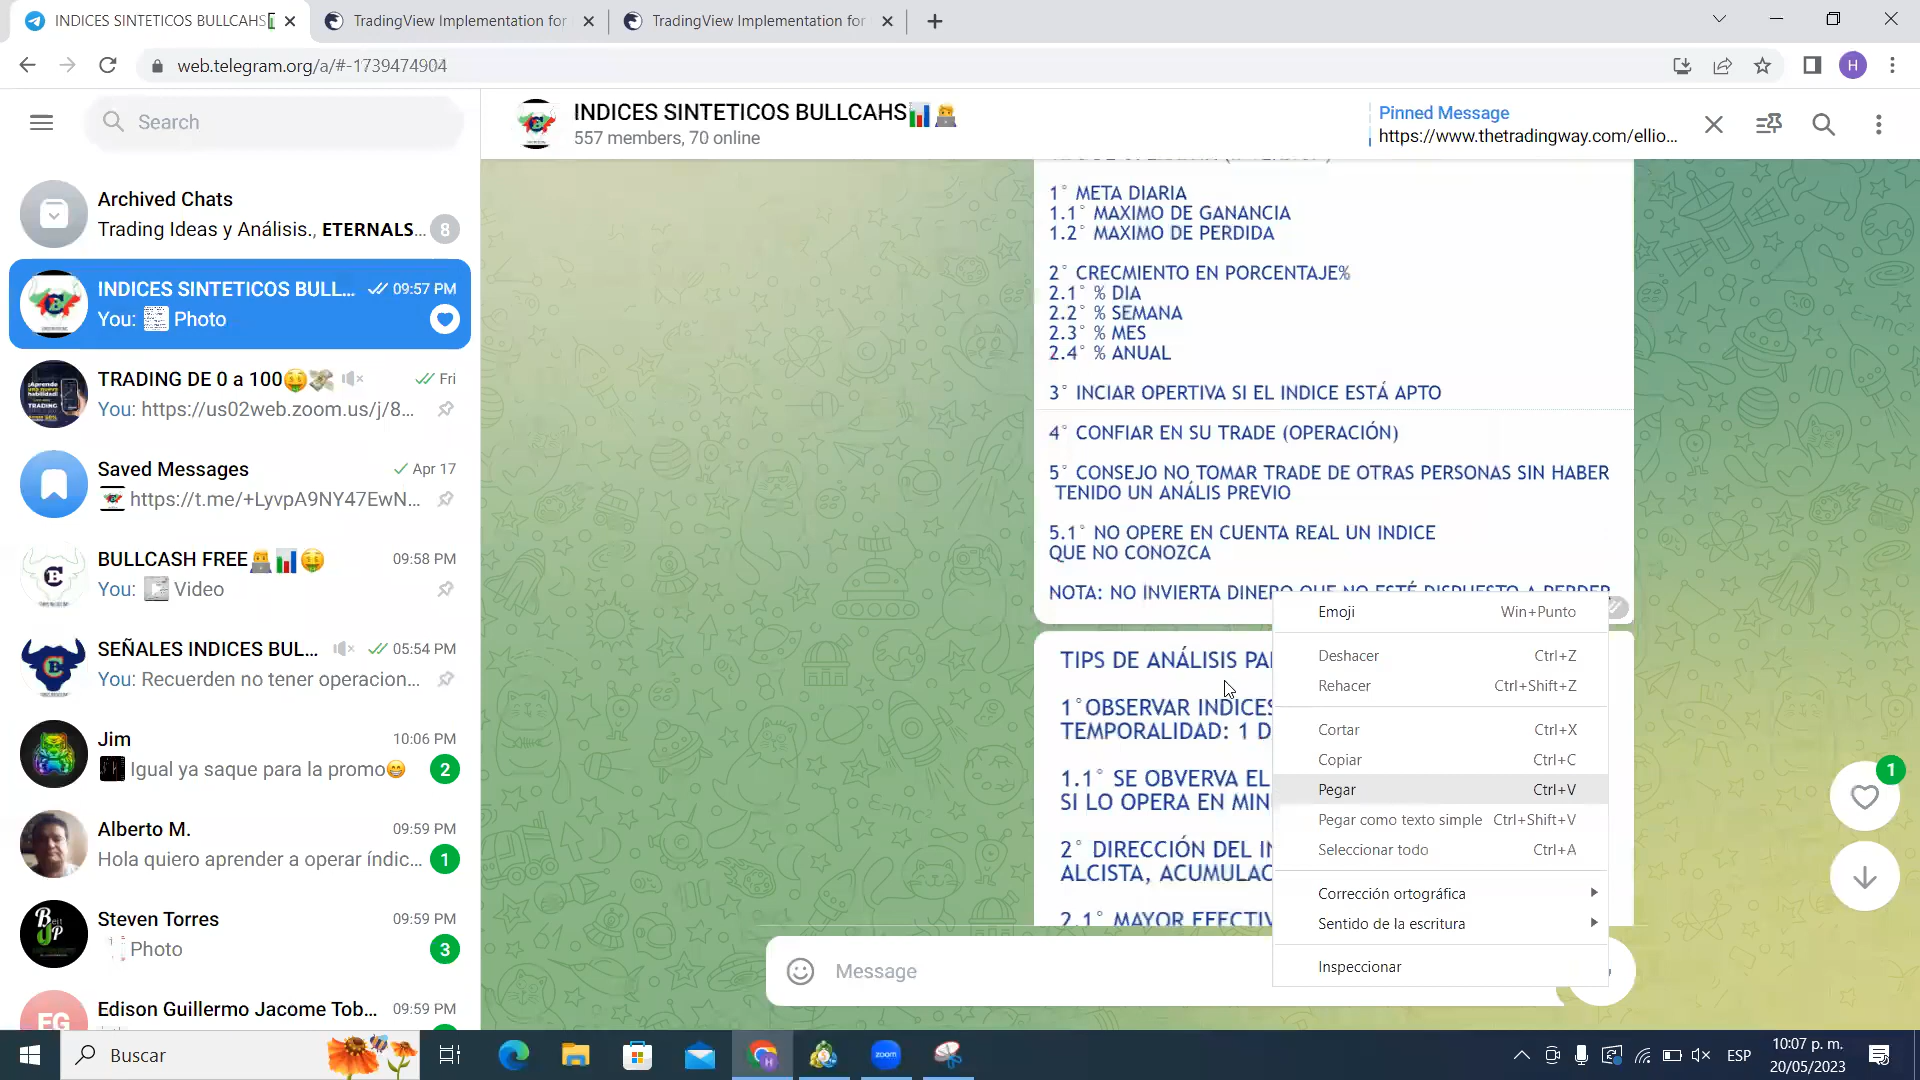 INDICES SINTETICOS BULLCAHS
TradingView Implementation for
TradingView Implementation for
web.telegram.org/a/#-1739474904
H
Search
INDICES SINTETICOS BULLCAHS📊👨‍💻
557 members, 70 online
Pinned Message
https://www.thetradingway.com/ellio...
Archived Chats
Trading Ideas y Análisis., ETERNALS... 8
INDICES SINTETICOS BULL... 09:57 PM
You: Photo
TRADING DE 0 a 100🤑💸 Fri
You: https://us02web.zoom.us/j/8...
Saved Messages Apr 17
https://t.me/+LyvpA9NY47EwN...
BULLCASH FREE👨‍💻📊🤑 09:58 PM
You: Video
SEÑALES INDICES BUL... 05:54 PM
You: Recuerden no tener operacion...
Jim 10:06 PM
Igual ya saque para la promo😁 2
Alberto M. 09:59 PM
Hola quiero aprender a operar índic... 1
Steven Torres 09:59 PM
Photo 3
EG
Edison Guillermo Jacome Tob... 09:59 PM
1° META DIARIA
1.1° MAXIMO DE GANANCIA
1.2° MAXIMO DE PERDIDA
2° CRECMIENTO EN PORCENTAJE%
2.1° % DIA
2.2° % SEMANA
2.3° % MES
2.4° % ANUAL
3° INCIAR OPERTIVA SI EL INDICE ESTÁ APTO
4° CONFIAR EN SU TRADE (OPERACIÓN)
5° CONSEJO NO TOMAR TRADE DE OTRAS PERSONAS SIN HABER
TENIDO UN ANÁLIS PREVIO
5.1° NO OPERE EN CUENTA REAL UN INDICE
QUE NO CONOZCA
NOTA: NO INVIERTA DINERO QUE NO ESTÉ DISPUESTO A PERDER
TIPS DE ANÁLISIS
1°OBSERVAR INDICES
TEMPORALIDAD: 1 D
1.1° SE OBVERVA EL
SI LO OPERA EN MIN
2° DIRECCIÓN DEL
ALCISTA, ACUMULAC
2.1° MAYOR EFECTIV
Emoji Win+Punto
Deshacer Ctrl+Z
Rehacer Ctrl+Shift+Z
Cortar Ctrl+X
Copiar Ctrl+C
Pegar Ctrl+V
Pegar como texto simple Ctrl+Shift+V
Seleccionar todo Ctrl+A
Corrección ortográfica
Sentido de la escritura
Inspeccionar
1
Message
Buscar
zoom
ESP
10:07 p. m.
20/05/2023